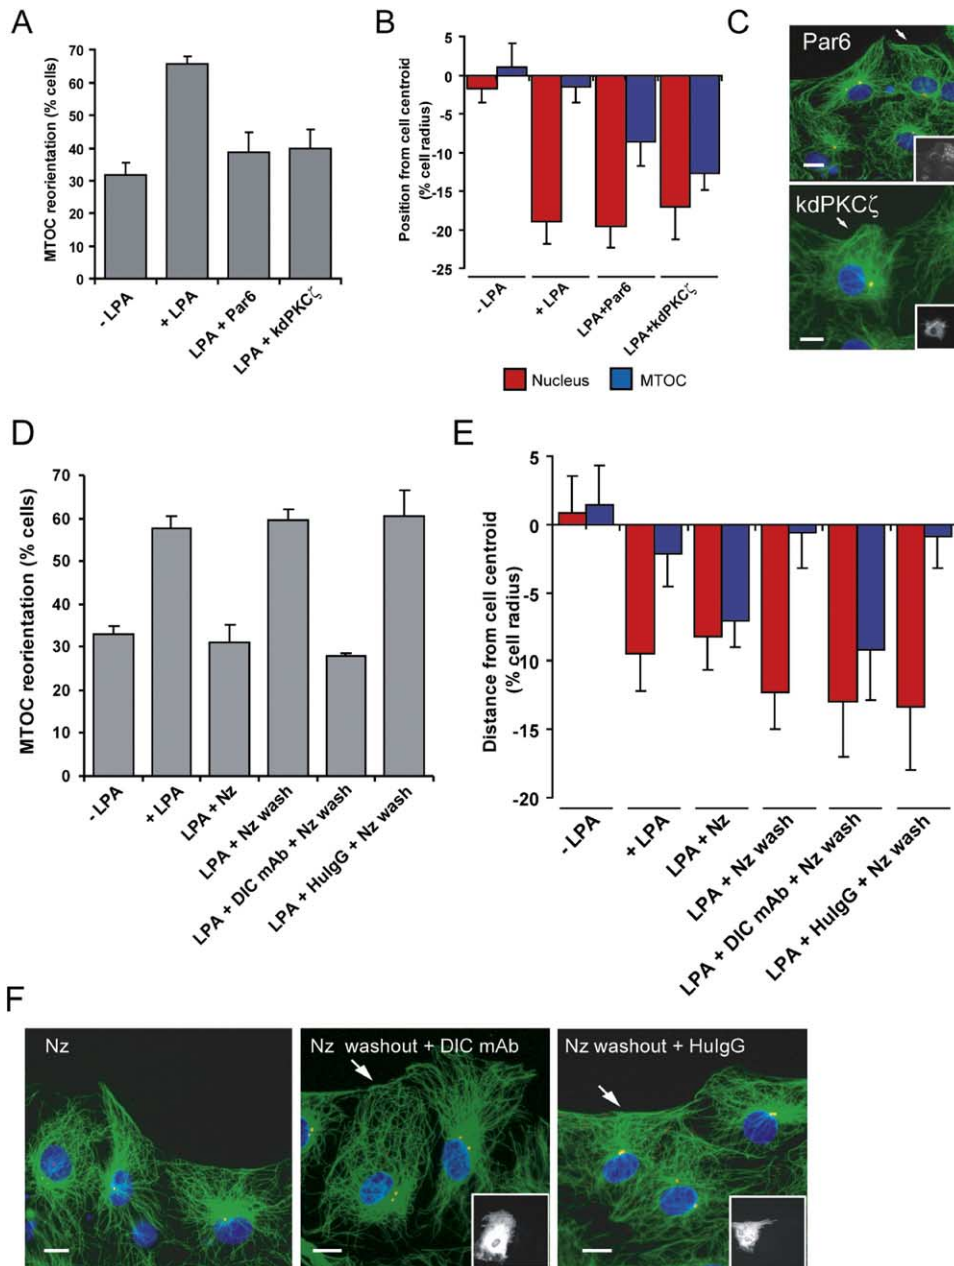 A
MTOC reorientation (% cells)
70
60
50
40
30
20
10
0
- LPA
+ LPA
LPA + Par6
LPA + kdPKCζ
B
Position from cell centroid
(% cell radius)
5
0
-5
-10
-15
-20
-25
- LPA
+ LPA
LPA+Par6
LPA+kdPKCζ
Nucleus
MTOC
C
Par6
kdPKCζ
D
MTOC reorientation (% cells)
70
60
50
40
30
20
10
0
- LPA
+ LPA
LPA + Nz
LPA + Nz wash
LPA + DIC mAb + Nz wash
LPA + HuIgG + Nz wash
E
Distance from cell centroid
(% cell radius)
5
0
-5
-10
-15
-20
- LPA
+ LPA
LPA + Nz
LPA + Nz wash
LPA + DIC mAb + Nz wash
LPA + HuIgG + Nz wash
F
Nz
Nz washout + DIC mAb
Nz washout + HuIgG